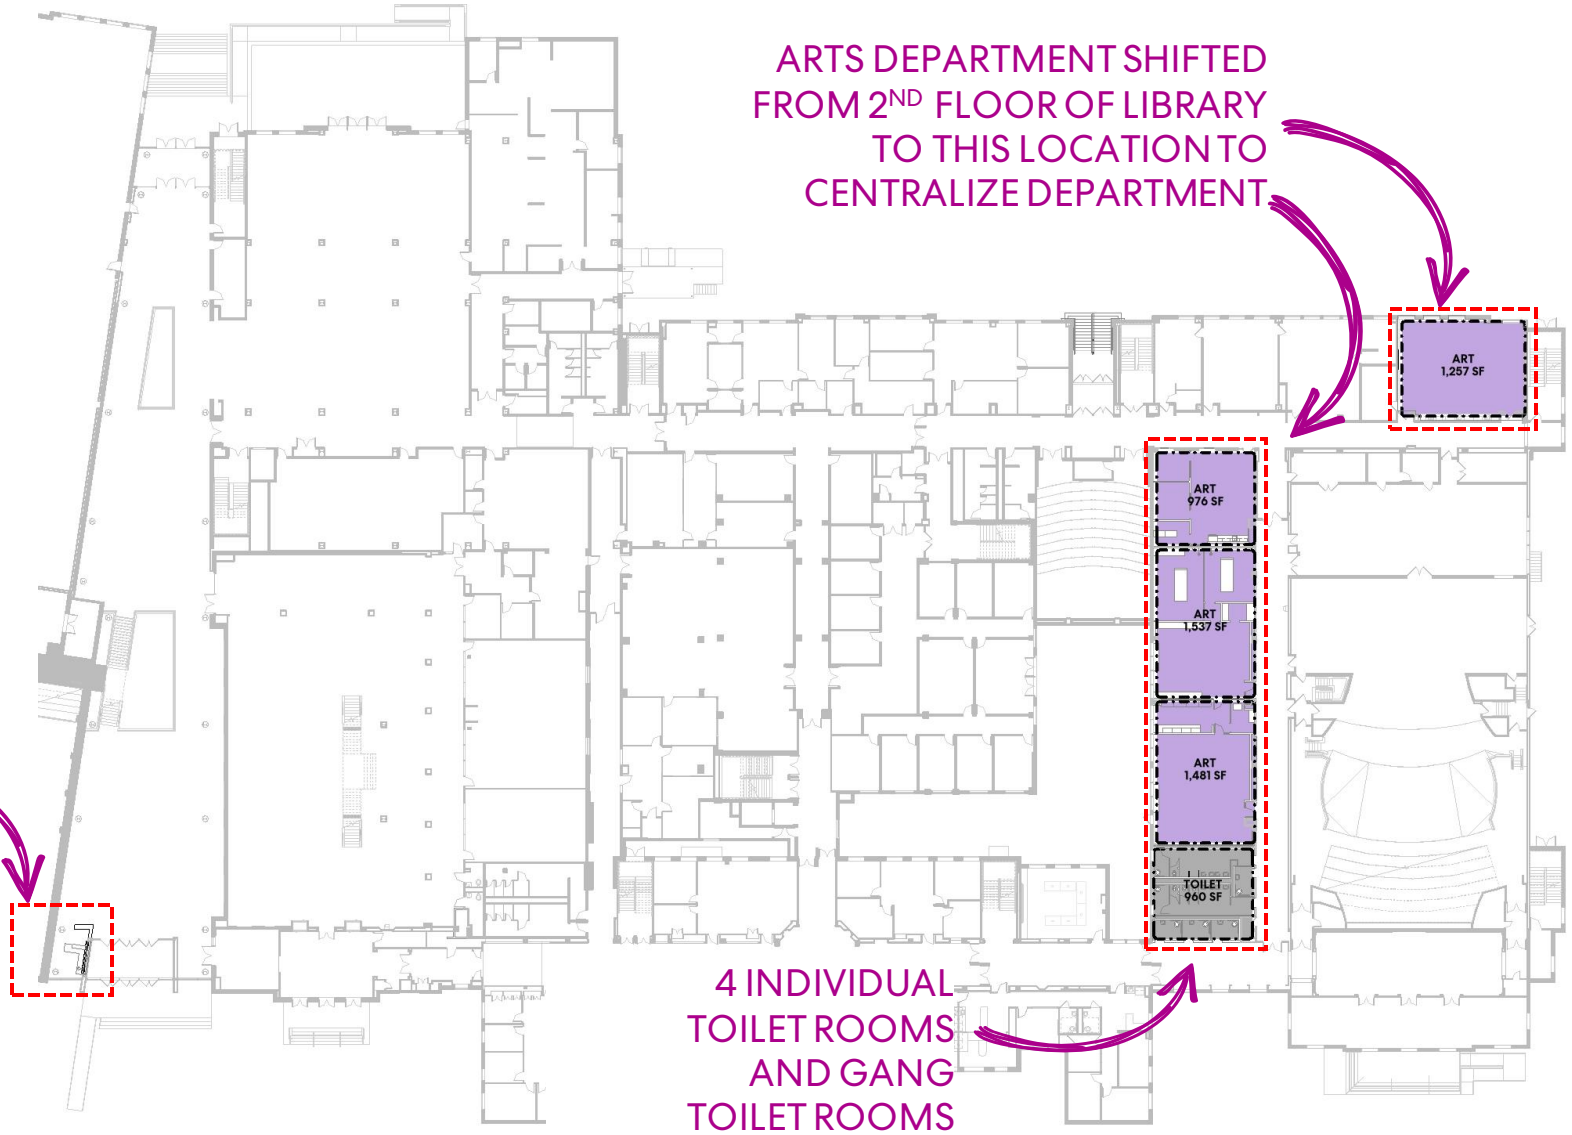 ARTS DEPARTMENT SHIFTED
FROM 2ND FLOOR OF LIBRARY
TO THIS LOCATION TO
CENTRALIZE DEPARTMENT
ART
1,257 SF
ART
976 SF
ART
1,537 SF
ART
1,481 SF
TOILET
960 SF
4 INDIVIDUAL
TOILET ROOMS
AND GANG
TOILET ROOMS